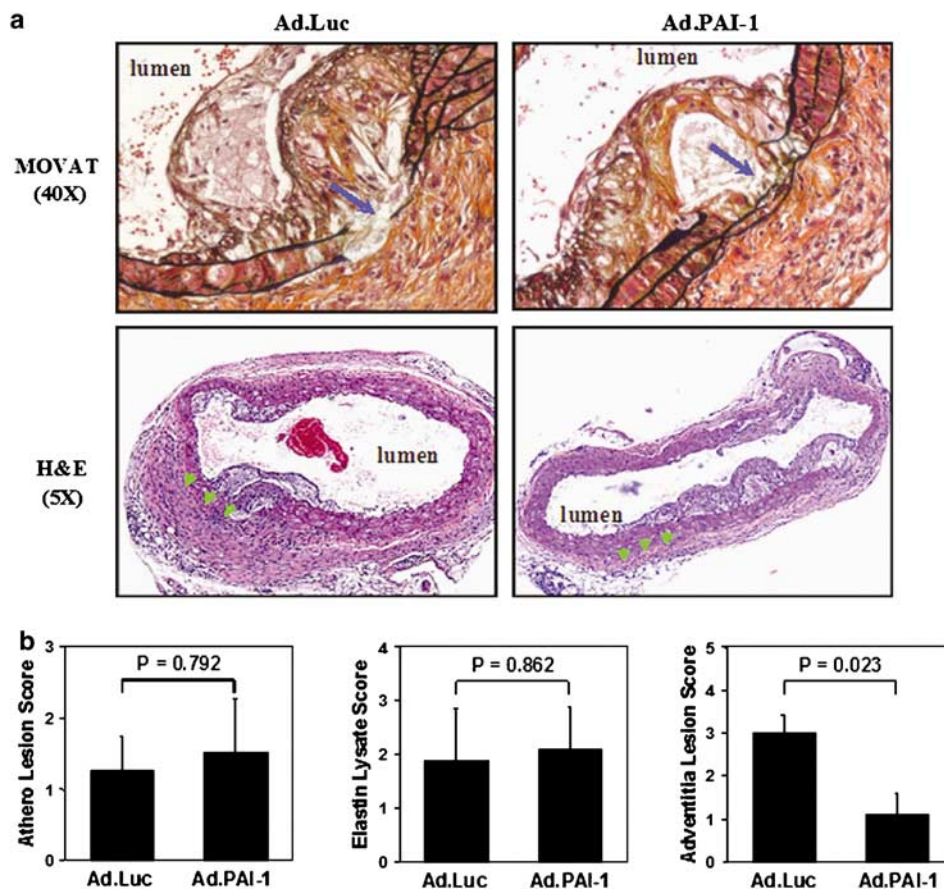 a
Ad.Luc Ad.PAI-1
MOVAT
(40X)
lumen
lumen
H&E
(5X)
lumen
lumen
b
Athero Lesion Score
3
2
1
0
P = 0.792
Ad.Luc Ad.PAI-1
Elastin Lysate Score
4
3
2
1
0
P = 0.862
Ad.Luc Ad.PAI-1
Adventitia Lesion Score
5
4
3
2
1
0
P = 0.023
Ad.Luc Ad.PAI-1